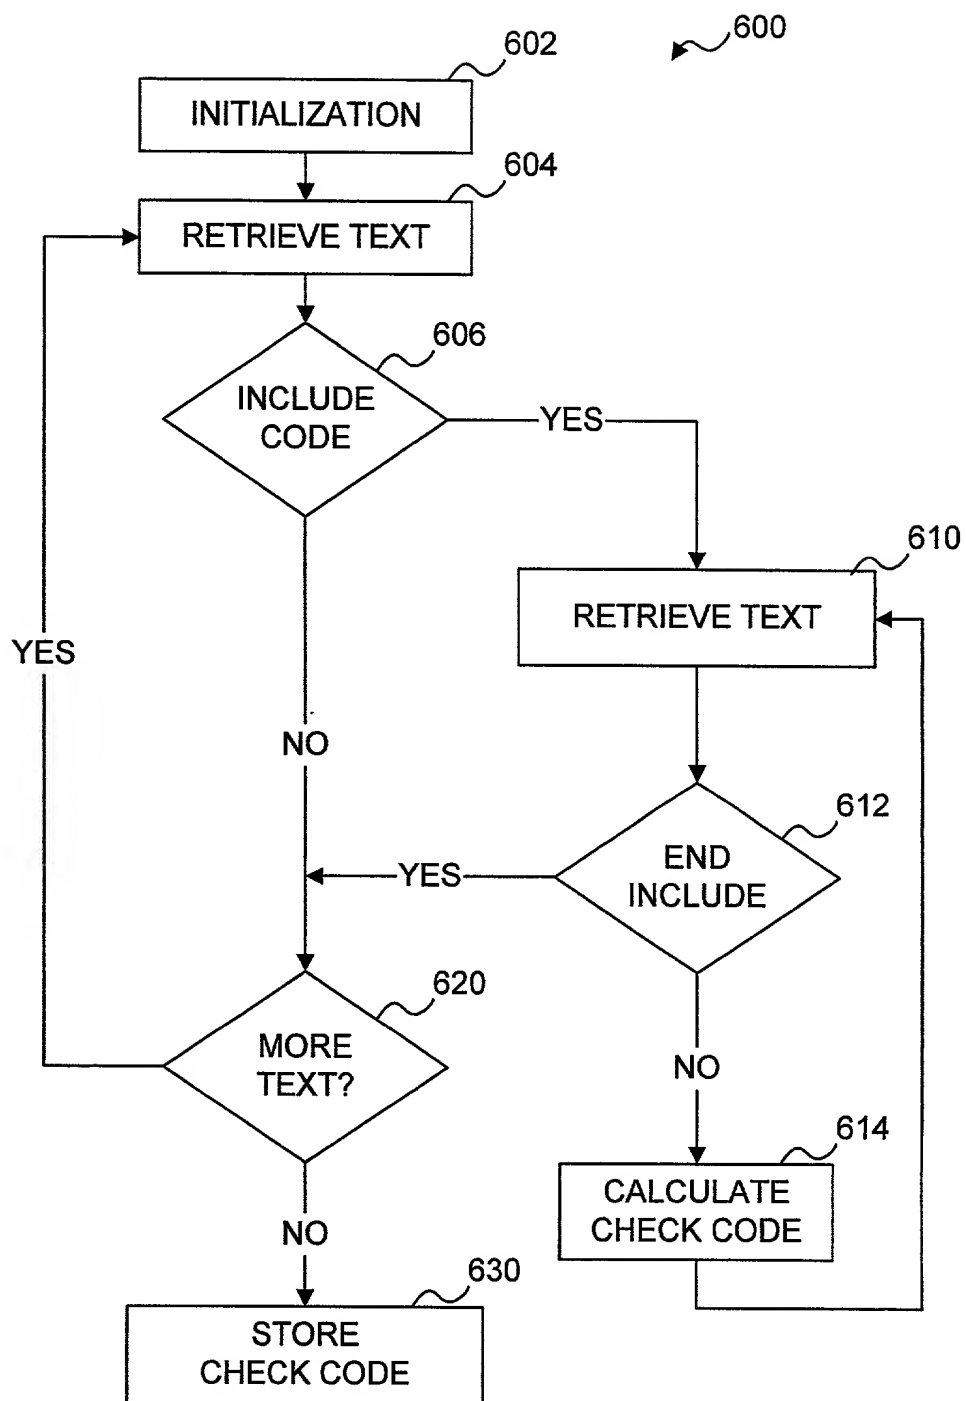 600
602
INITIALIZATION
604
RETRIEVE TEXT
606
INCLUDE
CODE
YES
610
RETRIEVE TEXT
YES
NO
612
END
INCLUDE
YES
620
MORE
TEXT?
NO
614
CALCULATE
CHECK CODE
NO
630
STORE
CHECK CODE